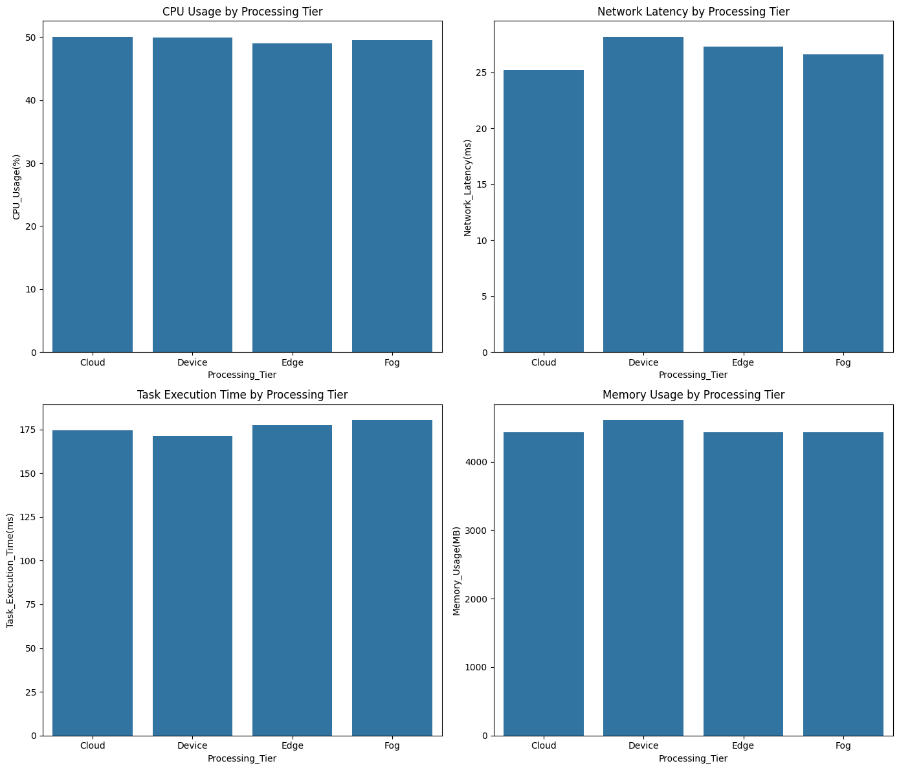 CPU Usage by Processing Tier
50
40
30
20
10
0
CPU_Usage(%)
Cloud Device Edge Fog
Processing_Tier
Network Latency by Processing Tier
25
20
15
10
5
0
Network_Latency(ms)
Cloud Device Edge Fog
Processing_Tier
Task Execution Time by Processing Tier
175
150
125
100
75
50
25
0
Task_Execution_Time(ms)
Cloud Device Edge Fog
Processing_Tier
Memory Usage by Processing Tier
4000
3000
2000
1000
0
Memory_Usage(MB)
Cloud Device Edge Fog
Processing_Tier